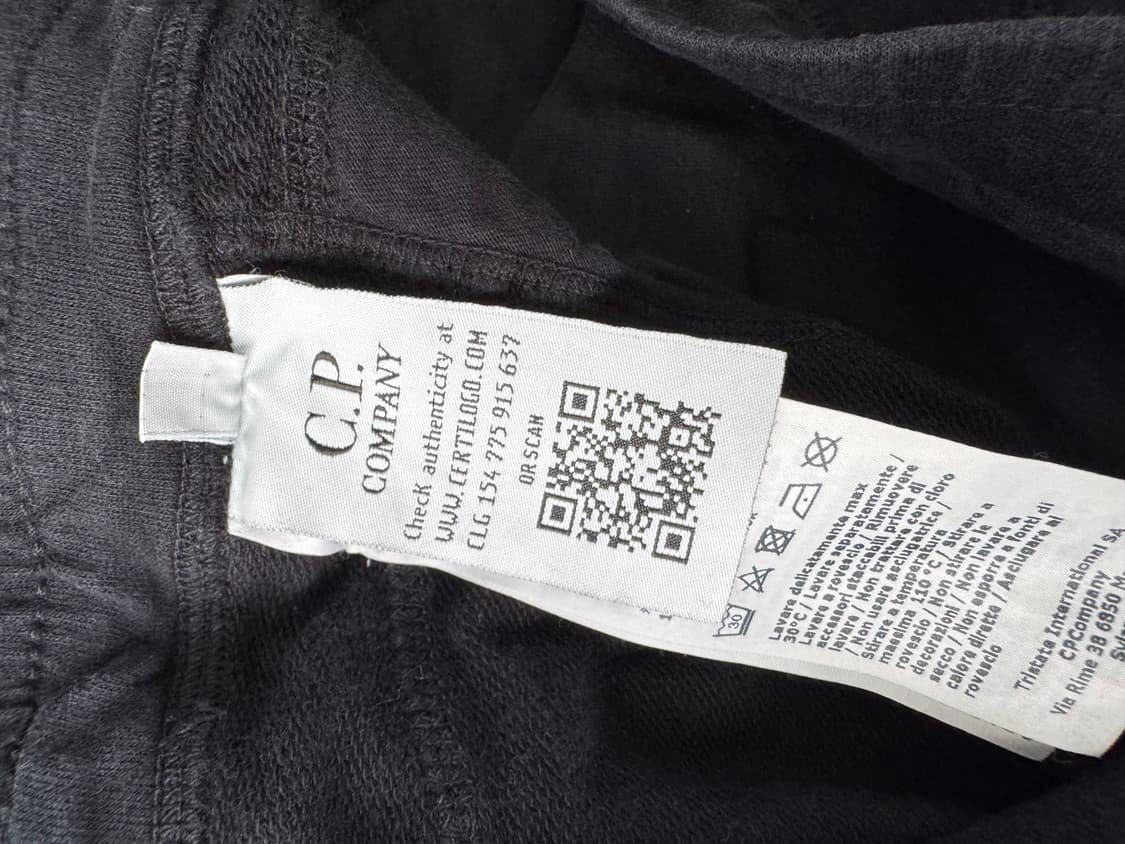 C.P.
COMPANY
Check authenticity at
WWW.CERTILOGO.COM
CLG 154 775 915 637
QR SCAN
30
Lavare delicatamente max
30°C / Lavare separatamente /
Lavare a rovescio / Rimuovere
accessori staccabili prima di
lavare / Non trattare con cloro
/ Non usare asciugatrice /
Stirare a temperatura
massima 110°C / Stirare a
rovescio / Non stirare le
decorazioni / Non lavare a
secco / Non esporre a fonti di
calore dirette / Asciugare al
rovescio
Tristate International SA
CPCompany
Via Rime 38 6850 M